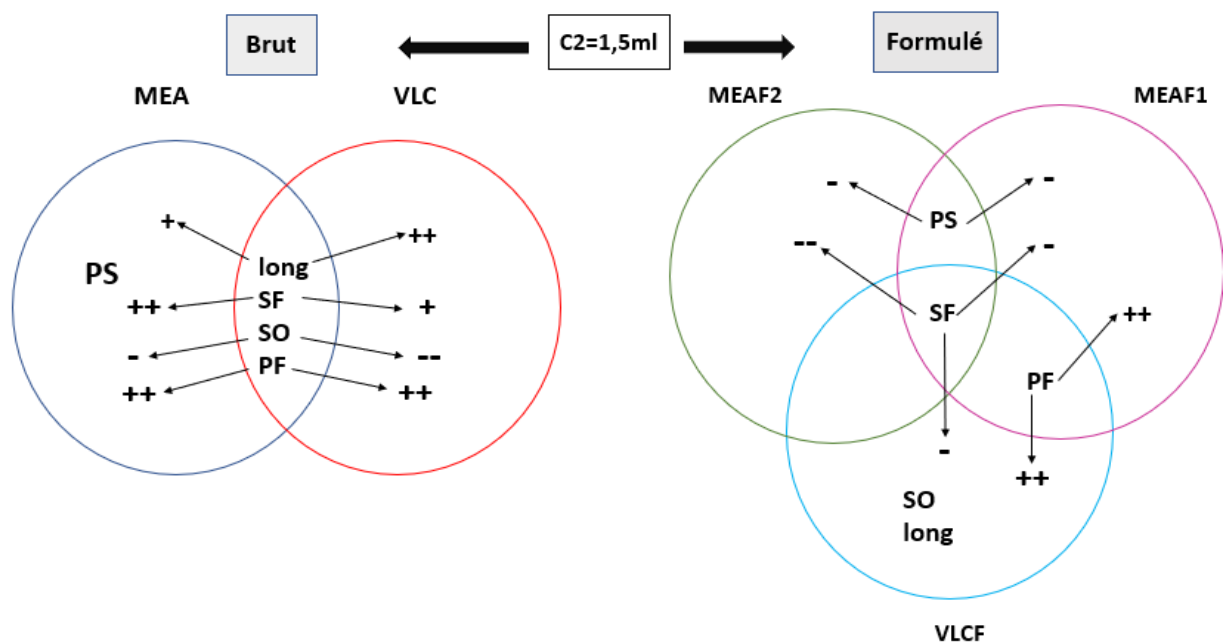 Brut
C2=1,5ml
Formulé
MEA
VLC
+
++
long
PS
SF
++
+
SO
-
--
PF
++
++
MEAF2
MEAF1
-
-
PS
--
-
SF
++
PF
-
++
SO
long
VLCF